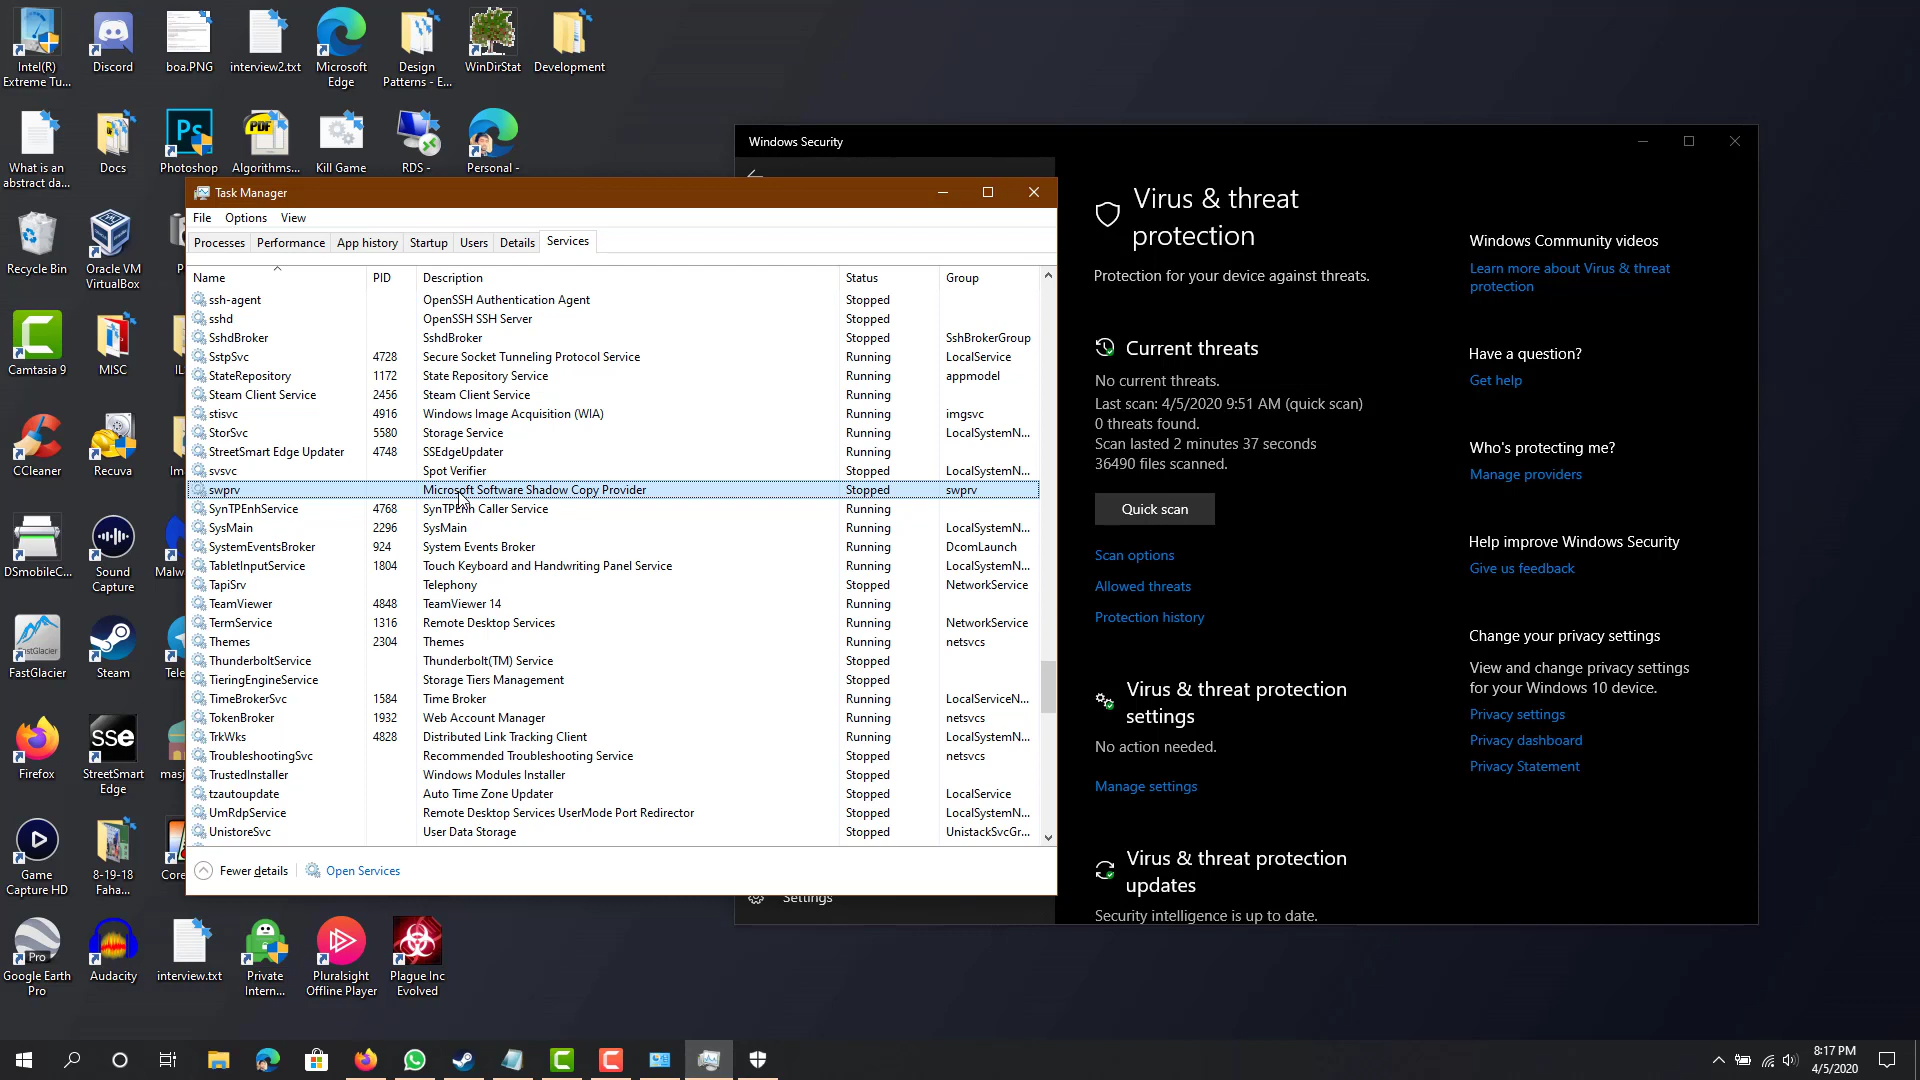 Intel(R)
Extreme Tu...
Discord
boa.PNG
interview2.txt
Microsoft
Edge
Design
Patterns - E...
WinDirStat
Development
What is an
abstract da...
Docs
Photoshop
Algorithms...
Kill Game
RDS -
Personal -
Recycle Bin
Oracle VM
VirtualBox
Camtasia 9
MISC
CCleaner
Recuva
DSmobileC...
Sound
Capture
FastGlacier
Steam
Firefox
StreetSmart
Edge
Game
Capture HD
8-19-18
Faha...
Google Earth
Pro
Audacity
interview.txt
Private
Intern...
Pluralsight
Offline Player
Plague Inc
Evolved
Task Manager
File Options View
Processes Performance App history Startup Users Details Services
Name PID Description Status Group
ssh-agent OpenSSH Authentication Agent Stopped
sshd OpenSSH SSH Server Stopped
SshdBroker SshdBroker Stopped SshBrokerGroup
SstpSvc 4728 Secure Socket Tunneling Protocol Service Running LocalService
StateRepository 1172 State Repository Service Running appmodel
Steam Client Service 2456 Steam Client Service Running
stisvc 4916 Windows Image Acquisition (WIA) Running imgsvc
StorSvc 5580 Storage Service Running LocalSystemN...
StreetSmart Edge Updater 4748 SSEdgeUpdater Running
svsvc Spot Verifier Stopped LocalSystemN...
swprv Microsoft Software Shadow Copy Provider Stopped swprv
SynTPEnhService 4768 SynTPEnh Caller Service Running
SysMain 2296 SysMain Running LocalSystemN...
SystemEventsBroker 924 System Events Broker Running DcomLaunch
TabletInputService 1804 Touch Keyboard and Handwriting Panel Service Running LocalSystemN...
TapiSrv Telephony Stopped NetworkService
TeamViewer 4848 TeamViewer 14 Running
TermService 1316 Remote Desktop Services Running NetworkService
Themes 2304 Themes Running netsvcs
ThunderboltService Thunderbolt(TM) Service Stopped
TieringEngineService Storage Tiers Management Stopped
TimeBrokerSvc 1584 Time Broker Running LocalServiceN...
TokenBroker 1932 Web Account Manager Running netsvcs
TrkWks 4828 Distributed Link Tracking Client Running LocalSystemN...
TroubleshootingSvc Recommended Troubleshooting Service Stopped netsvcs
TrustedInstaller Windows Modules Installer Stopped
tzautoupdate Auto Time Zone Updater Stopped LocalService
UmRdpService Remote Desktop Services UserMode Port Redirector Stopped LocalSystemN...
UnistoreSvc User Data Storage Stopped UnistackSvcGr...
Fewer details Open Services
Windows Security
Settings
Virus & threat
protection
Protection for your device against threats.
Current threats
No current threats.
Last scan: 4/5/2020 9:51 AM (quick scan)
0 threats found.
Scan lasted 2 minutes 37 seconds
36490 files scanned.
Quick scan
Scan options
Allowed threats
Protection history
Virus & threat protection
settings
No action needed.
Manage settings
Virus & threat protection
updates
Security intelligence is up to date.
Windows Community videos
Learn more about Virus & threat
protection
Have a question?
Get help
Who's protecting me?
Manage providers
Help improve Windows Security
Give us feedback
Change your privacy settings
View and change privacy settings
for your Windows 10 device.
Privacy settings
Privacy dashboard
Privacy Statement
8:17 PM
4/5/2020